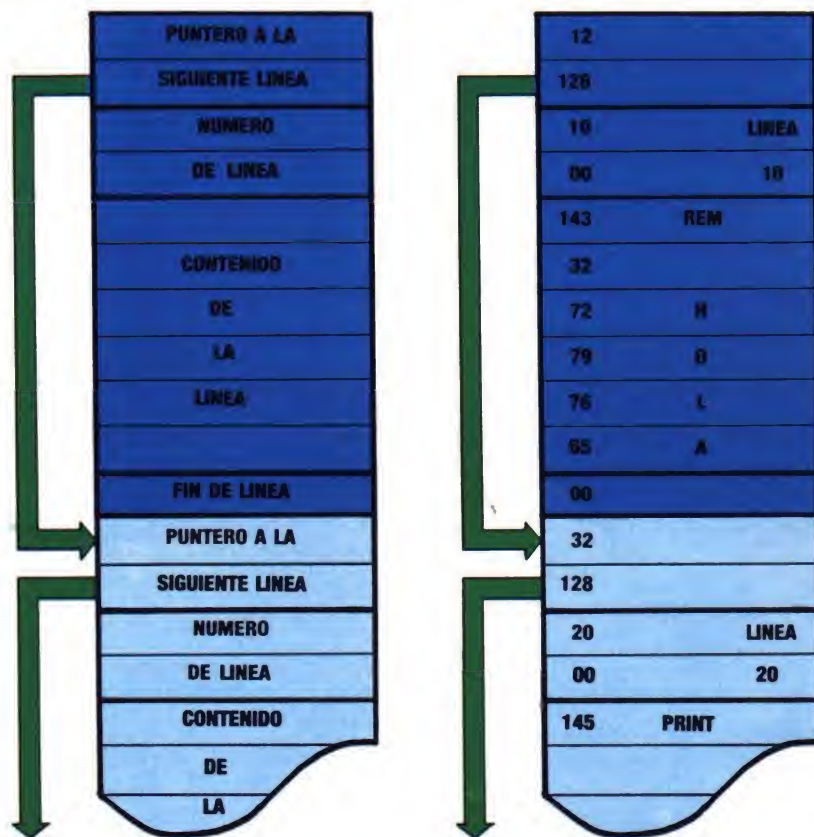 PUNTERO A LA
SIGUIENTE LINEA
NUMERO
DE LINEA
CONTENIDO
DE
LA
LINEA
FIN DE LINEA
PUNTERO A LA
SIGUIENTE LINEA
NUMERO
DE LINEA
CONTENIDO
DE
LA
12
128
10 LINEA
00 10
143 REM
32
72 H
79 O
76 L
65 A
00
32
128
20 LINEA
00 20
145 PRINT